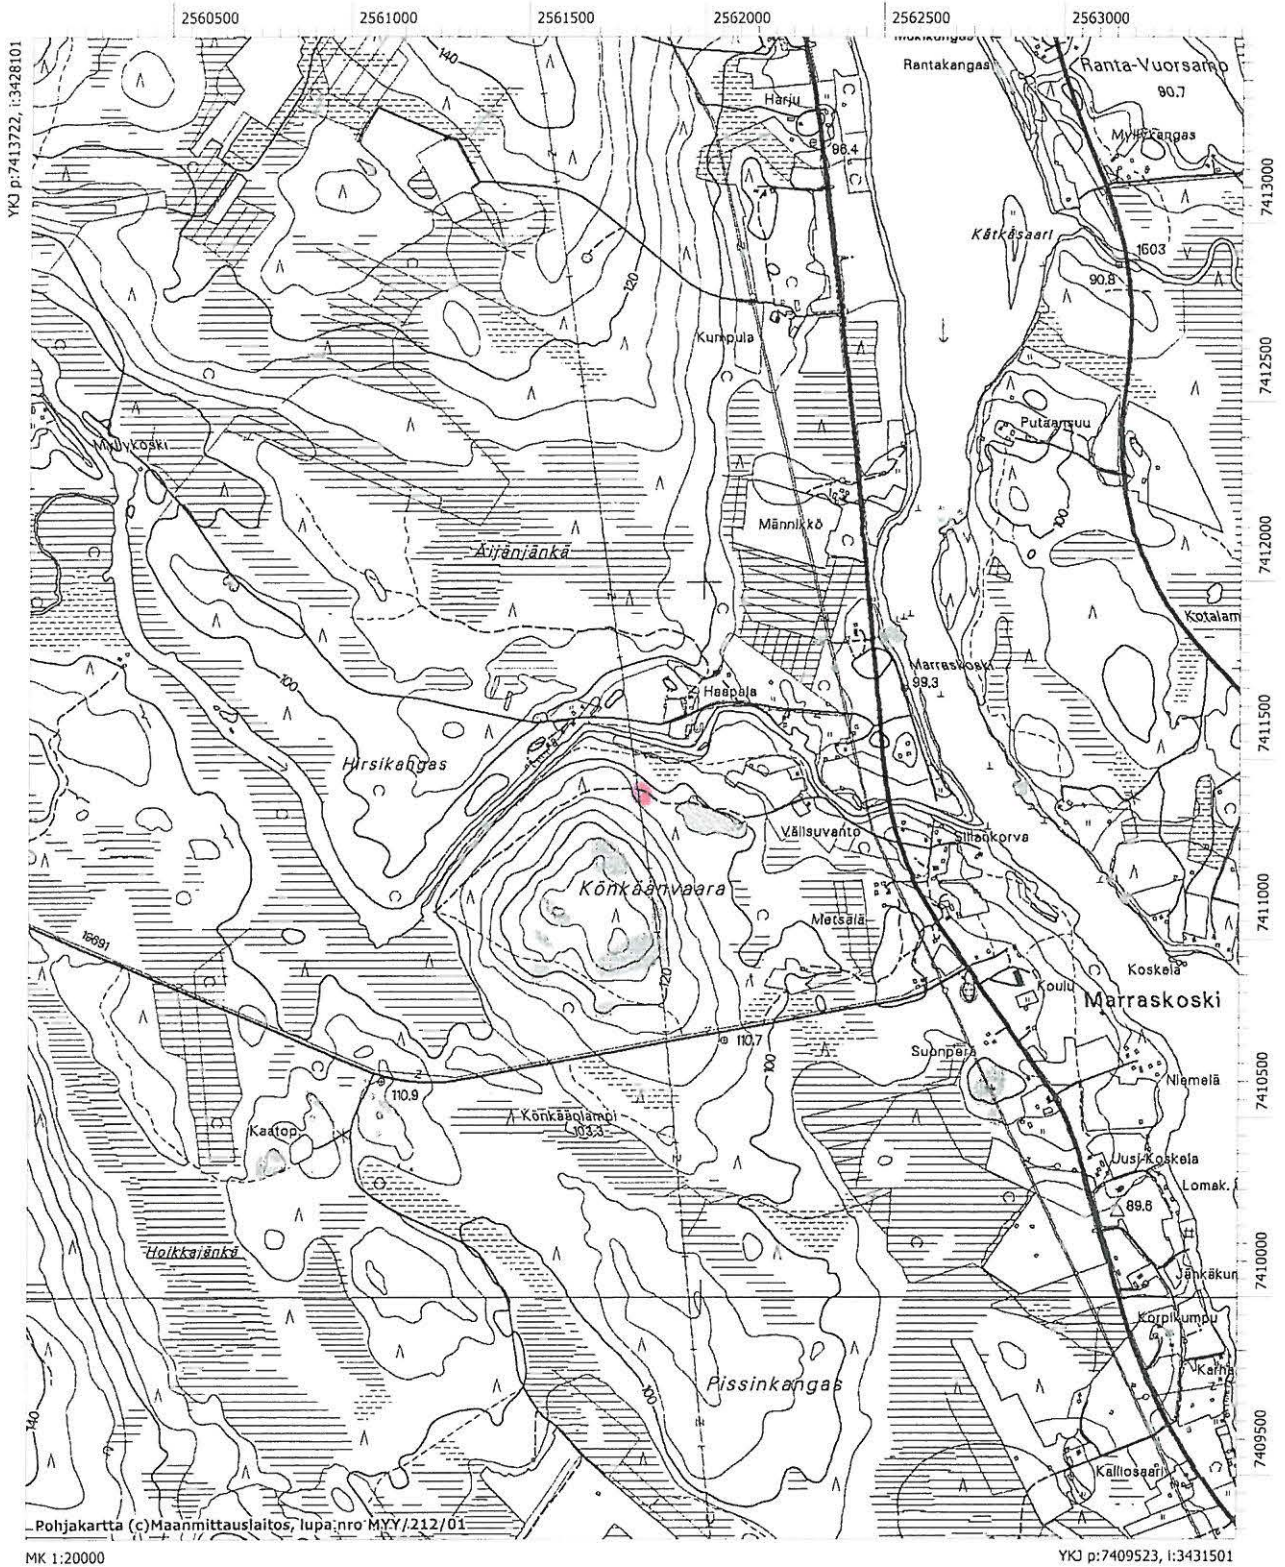 2560500 2561000 2561500 2562000 2562500 2563000
YKJ p:7413722, i:3428101
140
Rantakangas
Ranta-Vuorsamo
90.7
Harju
96.4
Myllykangas
7413000
Kätkäsaari
1503
90.8
120
Kumpula
7412500
Putaansuu
Myllykoski
Männikkö
100
7412000
Äijänjänkä
Kotalam
Marraskoski
99.3
Haapala
100
7411500
Hirsikangas
Välisuvanto
Sillankorva
Könkäänvaara
7411000
Metsälä
15691
Koskela
120
Koulu
Marraskoski
110.7
Suonperä
100
Niemelä
7410500
110.9
Könkäänlampi
103.3
Kaatop.
Uusi-Koskela
Lomak.
89.6
Hoikkajänkä
7410000
Jänkäkum
Korpikumpu
Karha
Pissinkangas
100
140
7409500
Kalliosaari
Pohjakartta (c)Maanmittauslaitos, lupa nro MYY/212/01
MK 1:20000
YKJ p:7409523, i:3431501